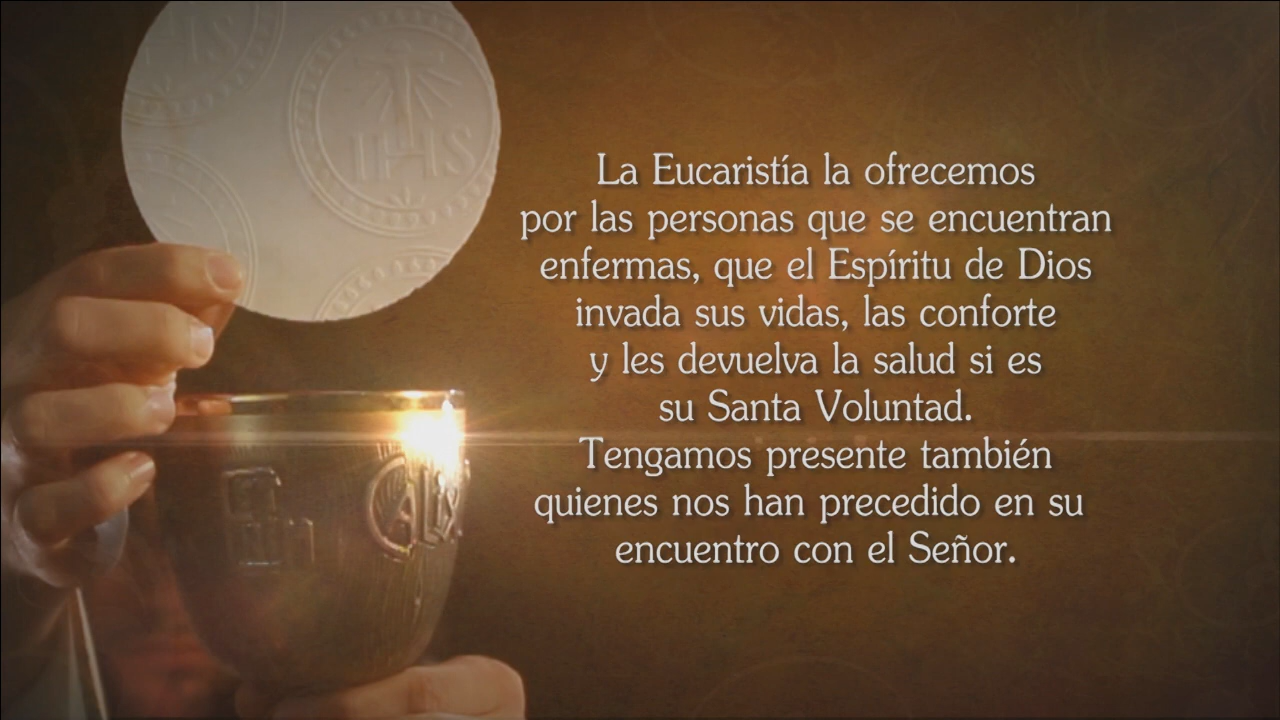 IHS
La Eucaristía la ofrecemos
por las personas que se encuentran
enfermas, que el Espíritu de Dios
invada sus vidas, las conforte
y les devuelva la salud si es
su Santa Voluntad.
Tengamos presente también
quienes nos han precedido en su
encuentro con el Señor.